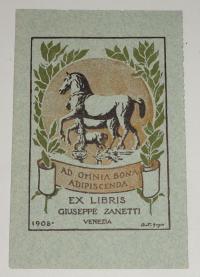 AD OMNIA BONA
ADIPISCENDA
EX LIBRIS
GIUSEPPE ZANETTI
VENEZIA
1908